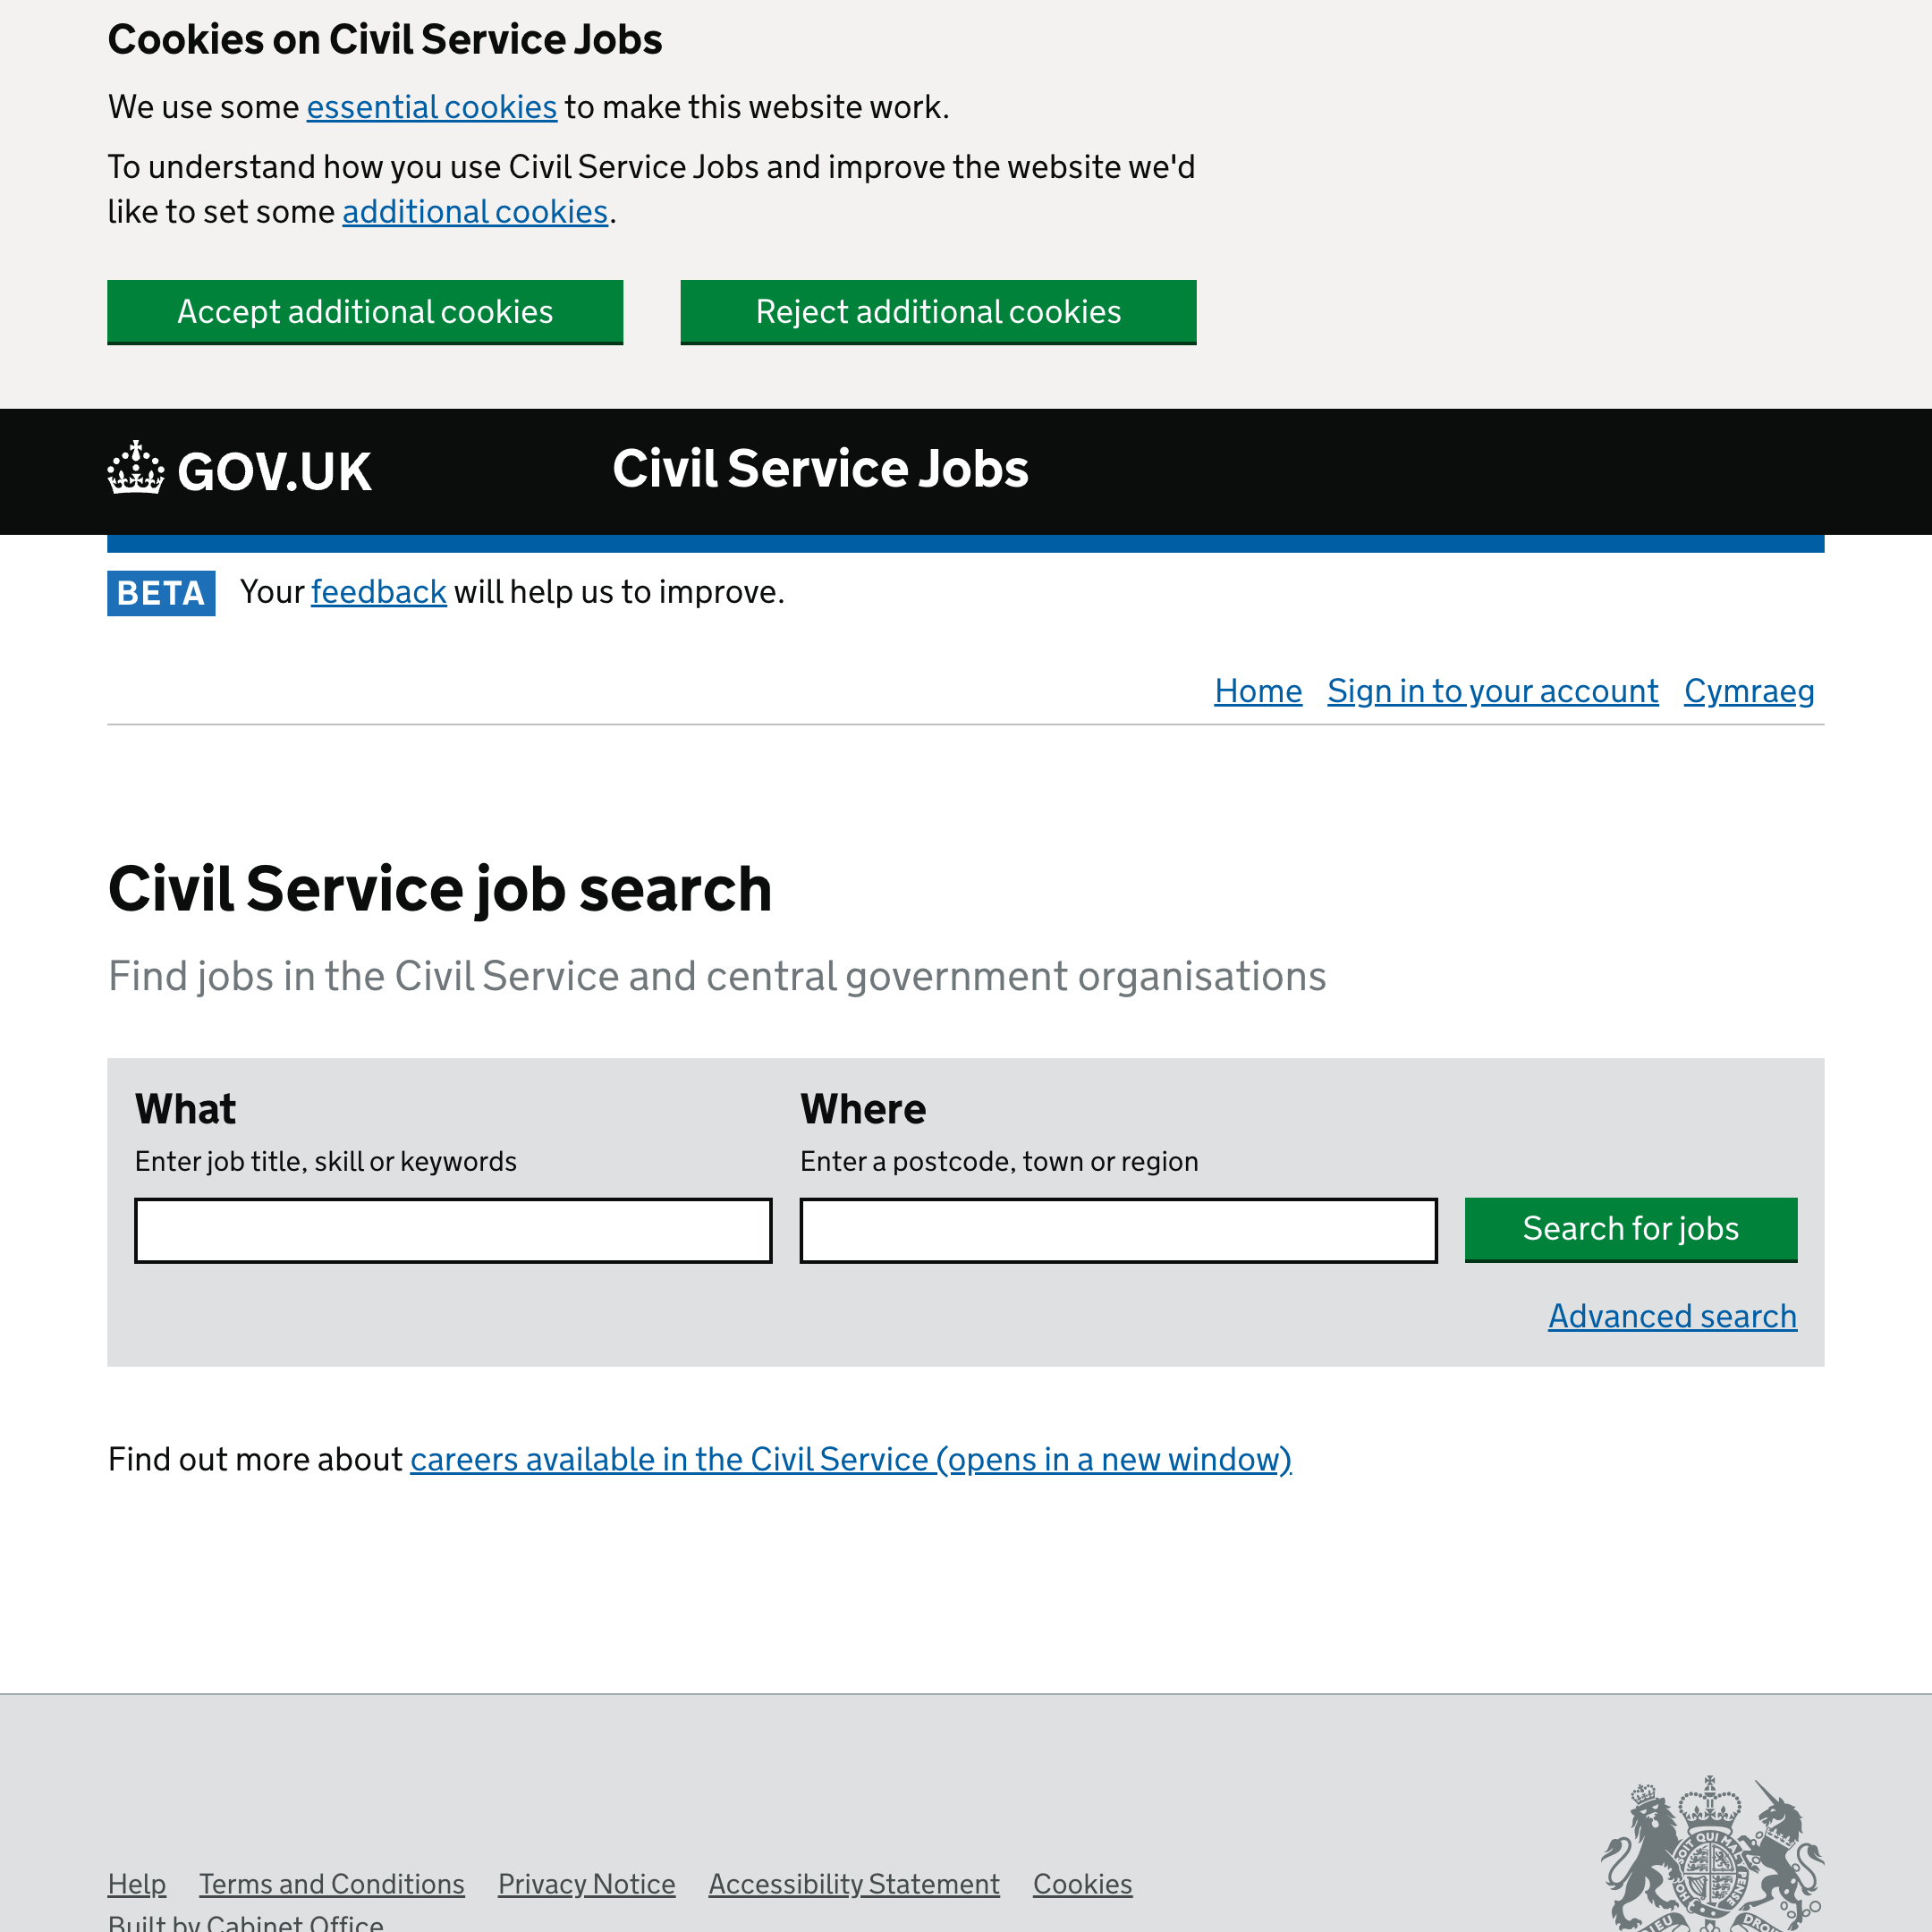 Cookies on Civil Service Jobs
We use some essential cookies to make this website work.
To understand how you use Civil Service Jobs and improve the website we'd
like to set some additional cookies.
Accept additional cookies
Reject additional cookies
GOV.UK
Civil Service Jobs
BETA Your feedback will help us to improve.
Home Sign in to your account Cymraeg
Civil Service job search
Find jobs in the Civil Service and central government organisations
What
Enter job title, skill or keywords
Where
Enter a postcode, town or region
Search for jobs
Advanced search
Find out more about careers available in the Civil Service (opens in a new window)
Help Terms and Conditions Privacy Notice Accessibility Statement Cookies
Built by Cabinet Office